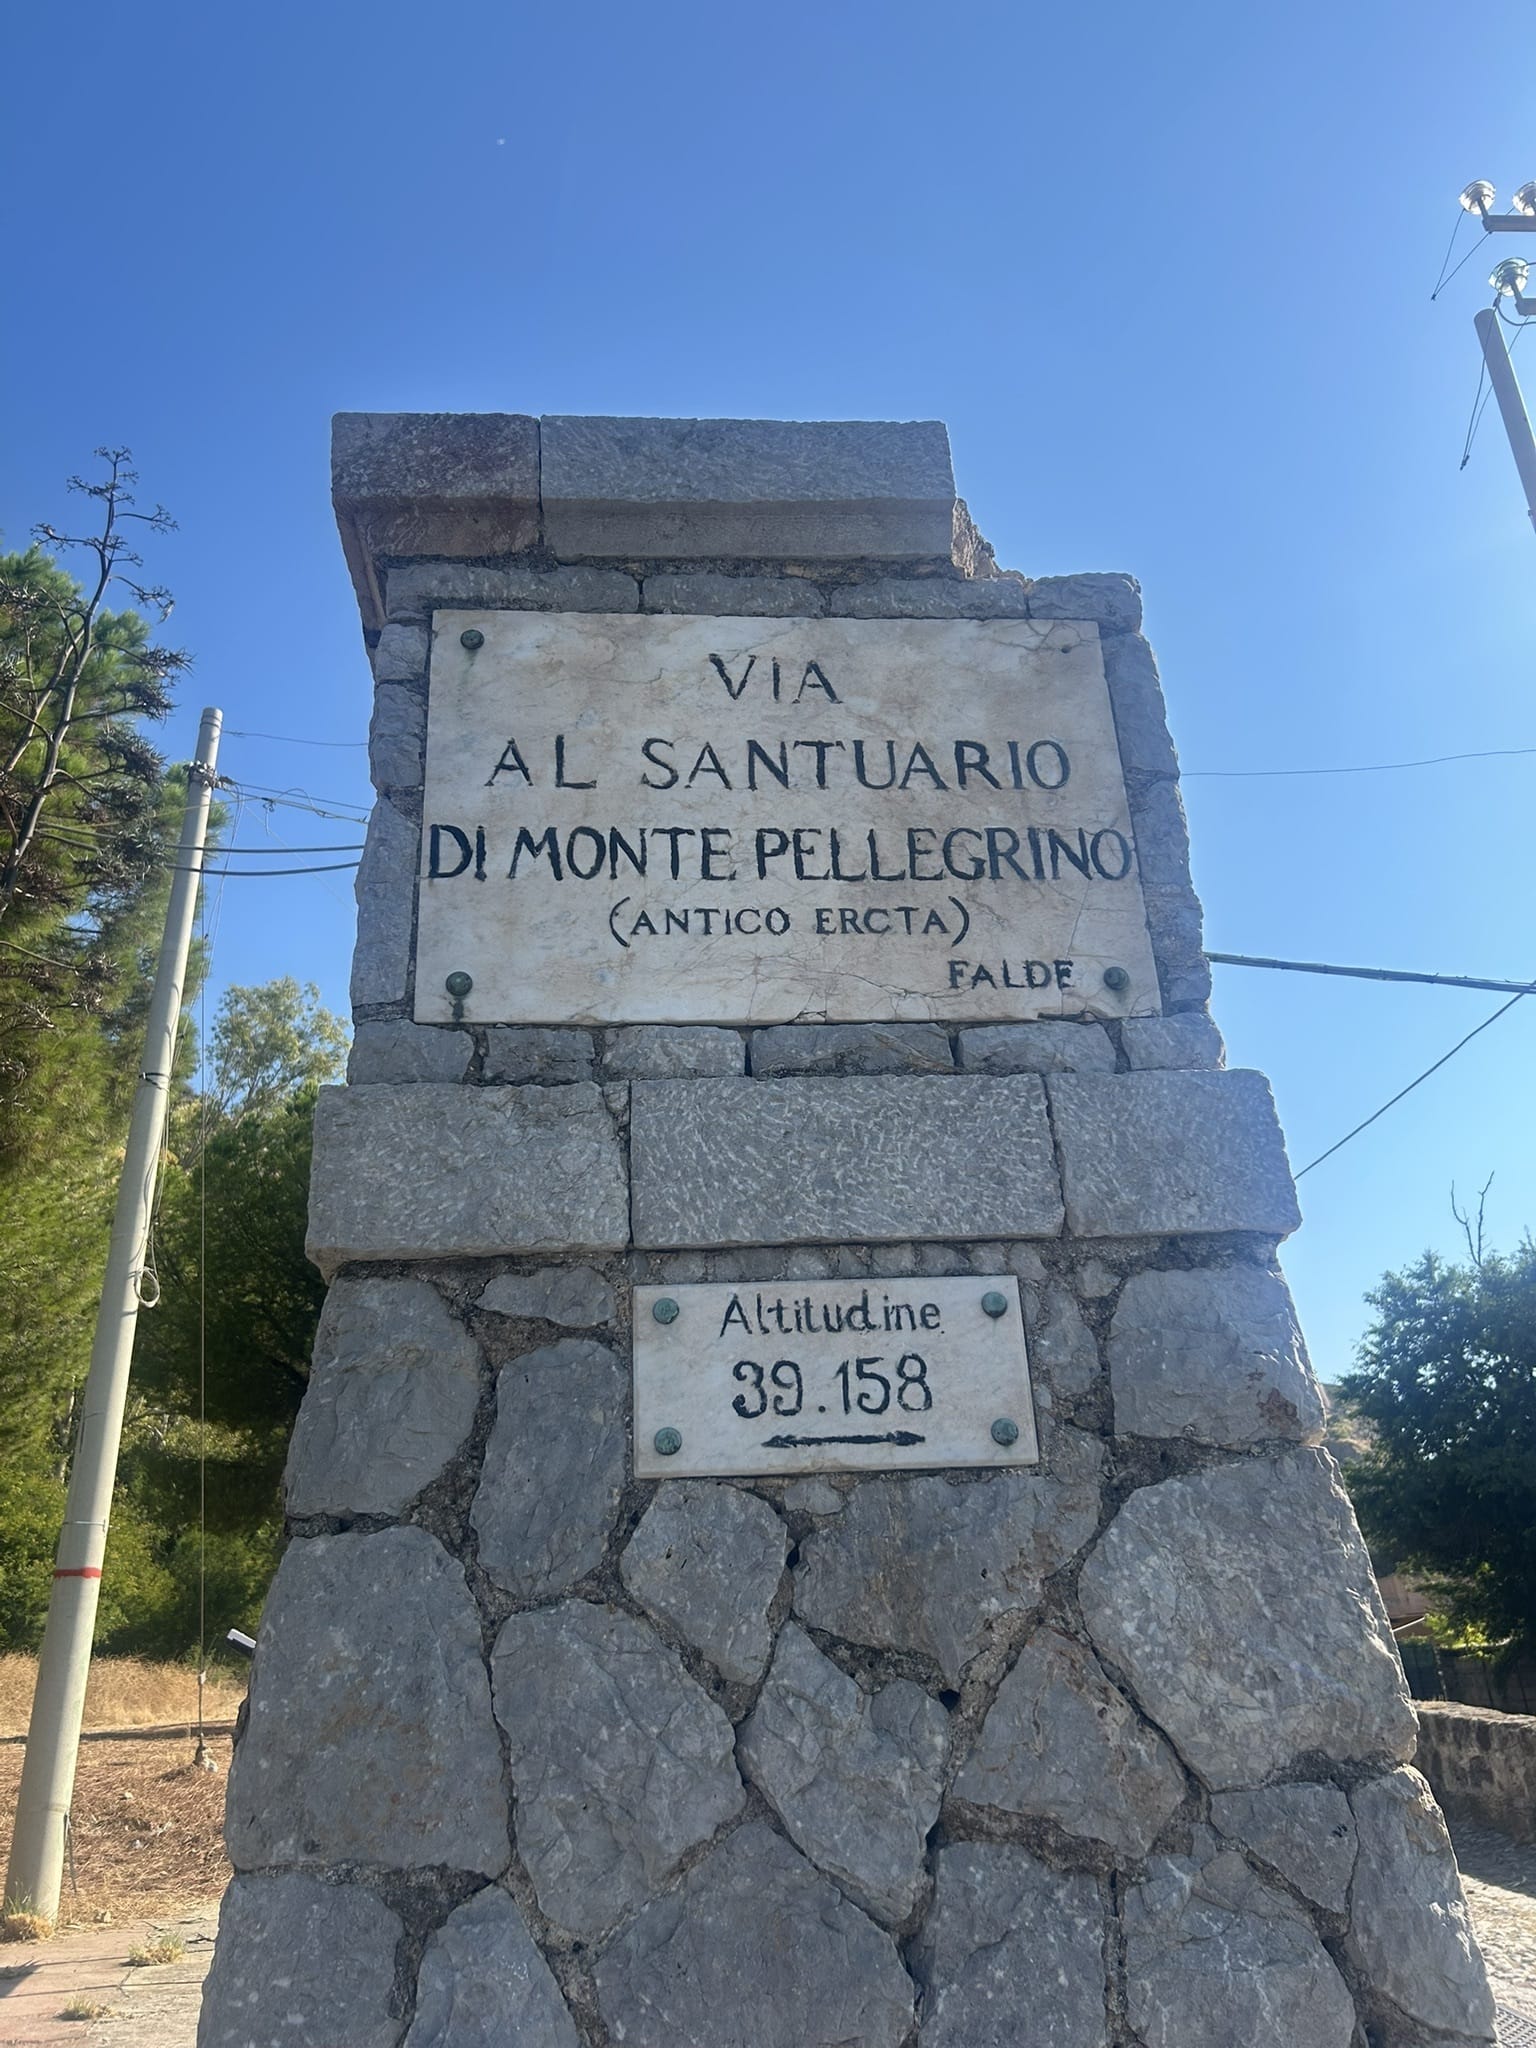 VIA
AL SANTUARIO
DI MONTE PELLEGRINO
(ANTICO ERCTA)
FALDE
Altitudine
39.158